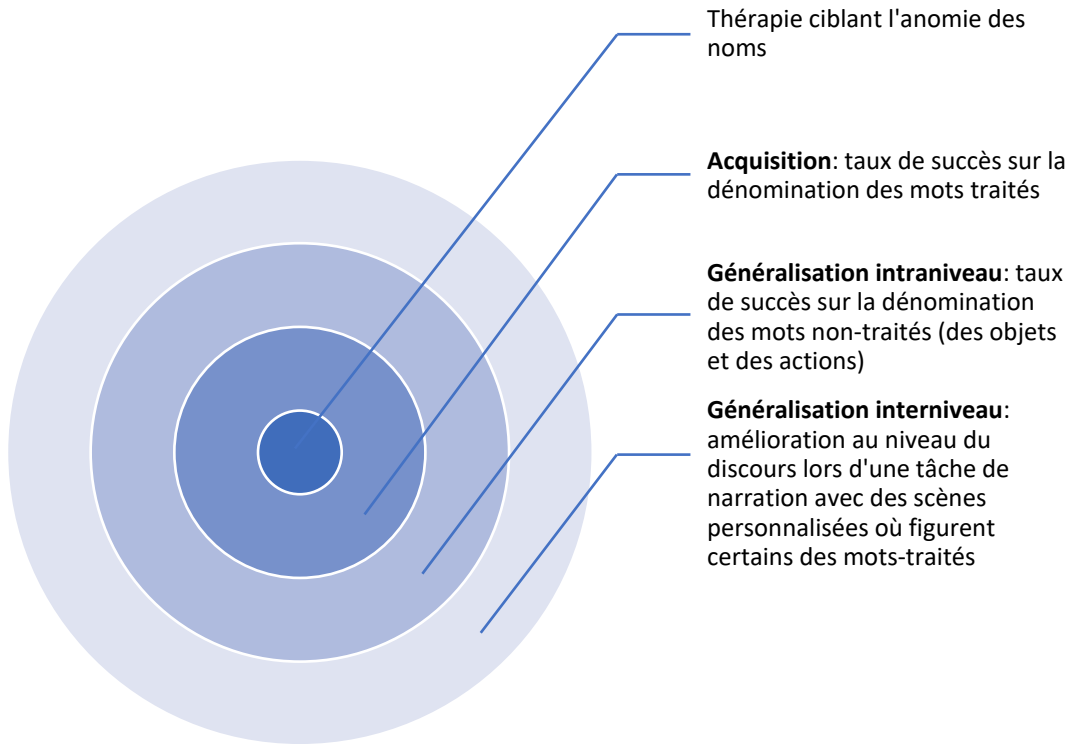 Thérapie ciblant l'anomie des
noms
Acquisition: taux de succès sur la
dénomination des mots traités
Généralisation intraniveau: taux
de succès sur la dénomination
des mots non-traités (des objets
et des actions)
Généralisation interniveau:
amélioration au niveau du
discours lors d'une tâche de
narration avec des scènes
personnalisées où figurent
certains des mots-traités